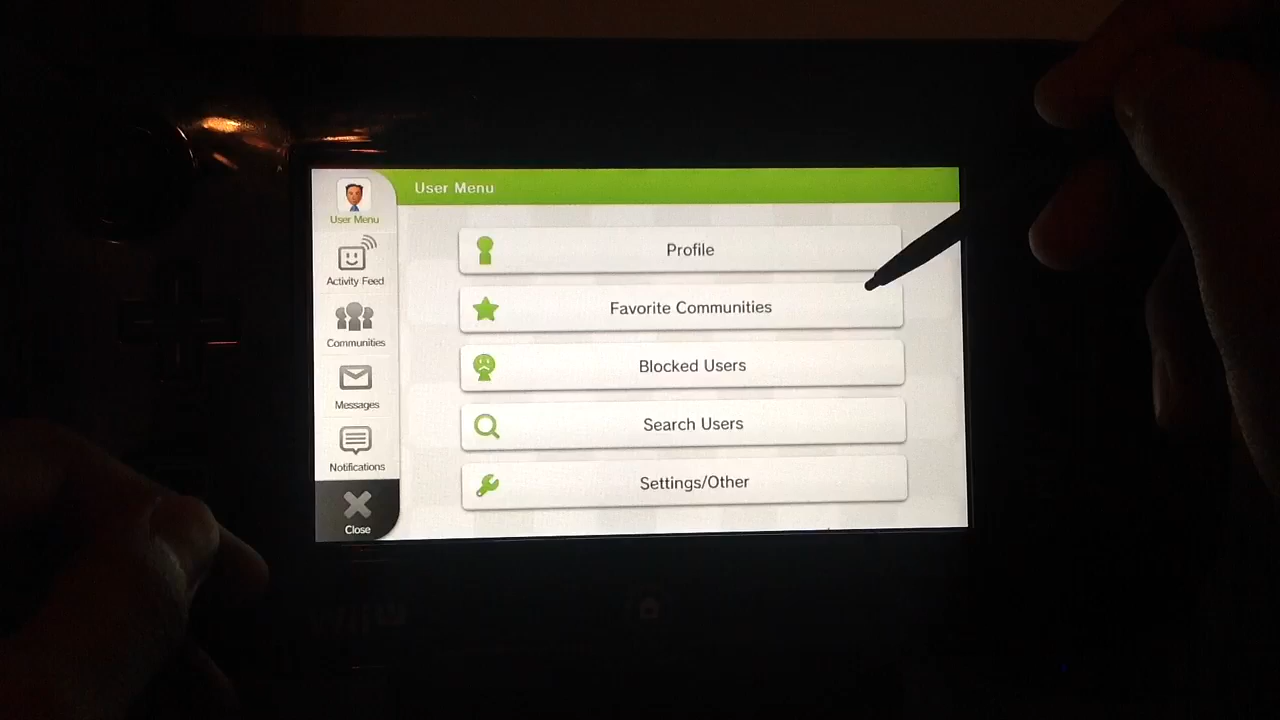 User Menu
User Menu
Profile
Activity Feed
Favorite Communities
Communities
Blocked Users
Messages
Search Users
Notifications
Settings/Other
Close
Wii U